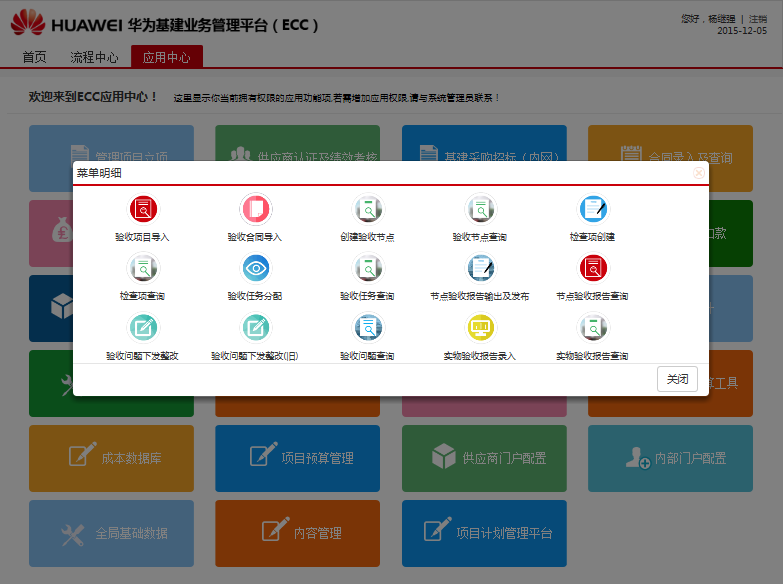 HUAWEI 华为基建业务管理平台（ECC）
您好，杨继强 | 注销
2015-12-05
首页 流程中心 应用中心
欢迎来到ECC应用中心！ 这里显示你当前拥有权限的应用功能项,若需增加应用权限,请与系统管理员联系！
管理项目立项 供应商认证及绩效考核 基建采购招标（内网） 合同录入及查询
菜单明细
验收项目导入 验收合同导入 创建验收节点 验收节点查询 检查项创建
款
检查项查询 验收任务分配 验收任务查询 节点验收报告输出及发布 节点验收报告查询
验收问题下发整改 验收问题下发整改(旧) 验收问题查询 实物验收报告录入 实物验收报告查询
关闭
工具
成本数据库 项目预算管理 供应商门户配置 内部门户配置
全局基础数据 内容管理 项目计划管理平台